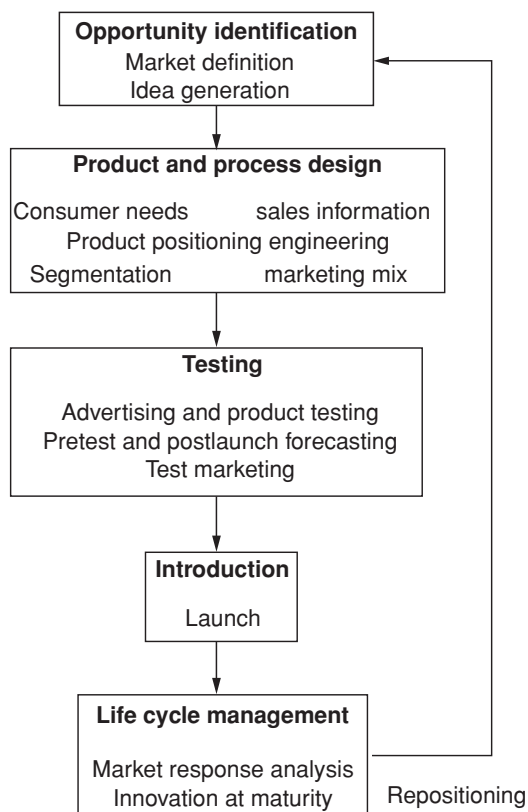 Opportunity identification
Market definition
Idea generation
Product and process design
Consumer needs sales information
Product positioning engineering
Segmentation marketing mix
Testing
Advertising and product testing
Pretest and postlaunch forecasting
Test marketing
Introduction
Launch
Life cycle management
Market response analysis
Innovation at maturity
Repositioning